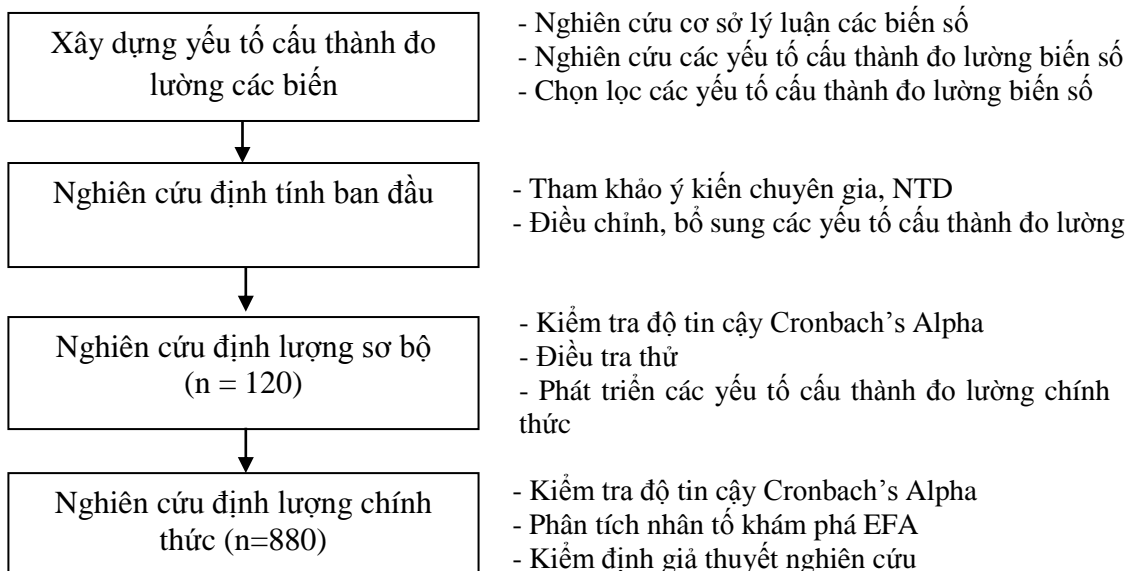 Xây dựng yếu tố cấu thành đo
lường các biến
- Nghiên cứu cơ sở lý luận các biến số
- Nghiên cứu các yếu tố cấu thành đo lường biến số
- Chọn lọc các yếu tố cấu thành đo lường biến số
Nghiên cứu định tính ban đầu
- Tham khảo ý kiến chuyên gia, NTD
- Điều chỉnh, bổ sung các yếu tố cấu thành đo lường
Nghiên cứu định lượng sơ bộ
(n = 120)
- Kiểm tra độ tin cậy Cronbach’s Alpha
- Điều tra thử
- Phát triển các yếu tố cấu thành đo lường chính
thức
Nghiên cứu định lượng chính
thức (n=880)
- Kiểm tra độ tin cậy Cronbach’s Alpha
- Phân tích nhân tố khám phá EFA
- Kiểm định giả thuyết nghiên cứu